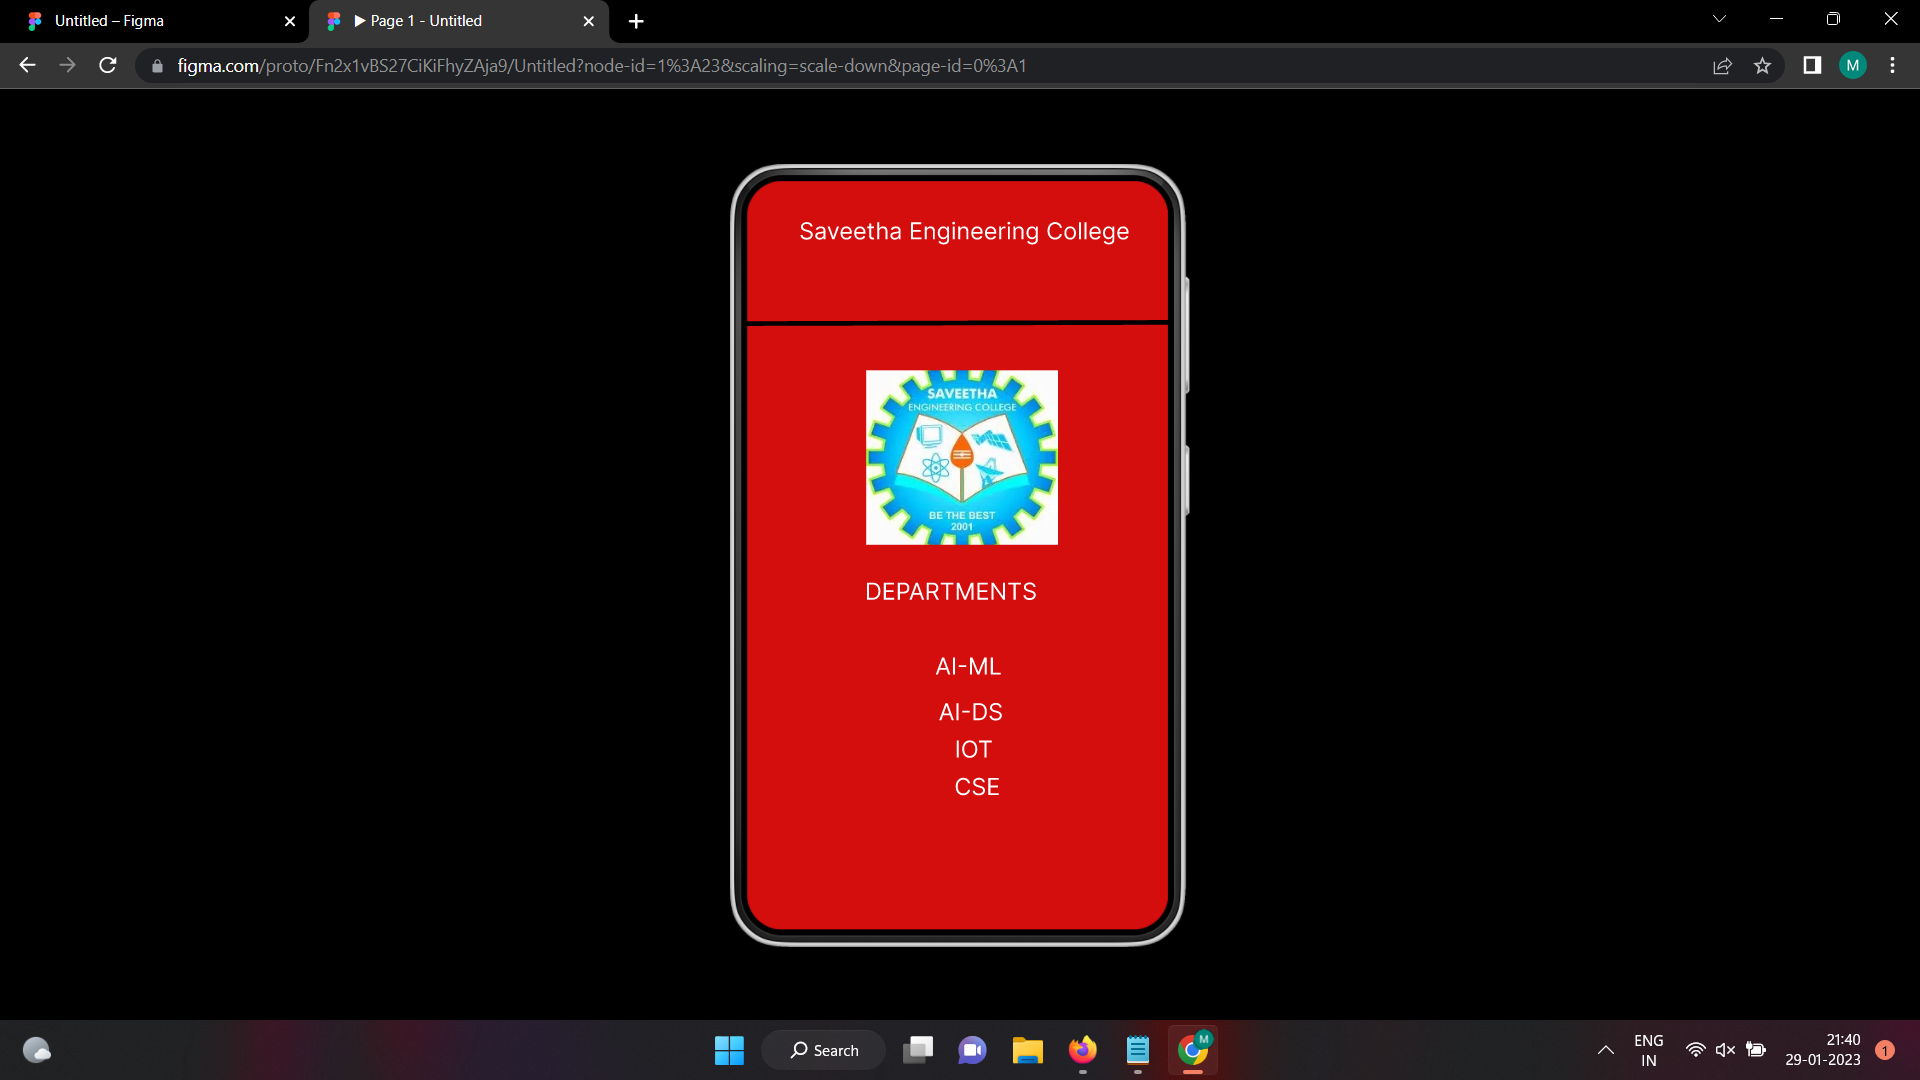 Untitled – Figma
Page 1 - Untitled
figma.com/proto/Fn2x1vBS27CiKiFhyZAja9/Untitled?node-id=1%3A23&scaling=scale-down&page-id=0%3A1
M
Saveetha Engineering College
SAVEETHA
ENGINEERING COLLEGE
BE THE BEST
2001
DEPARTMENTS
AI-ML
AI-DS
IOT
CSE
Search
M
ENG
IN
21:40
29-01-2023
1